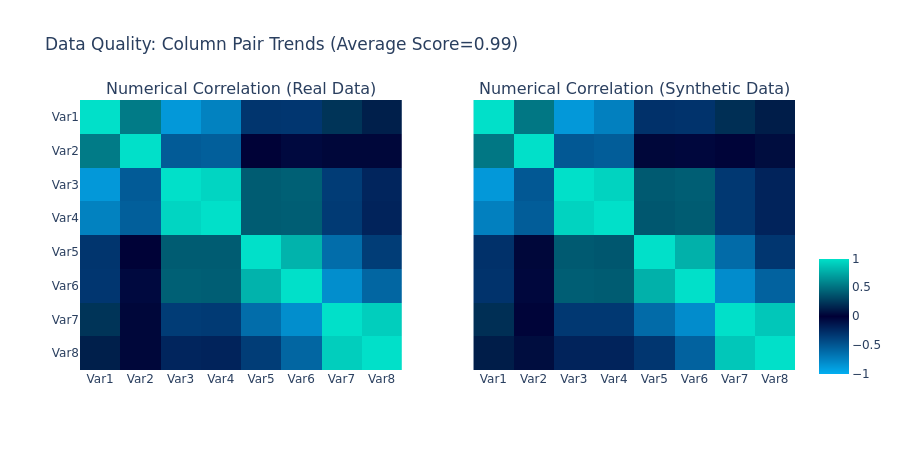 Data Quality: Column Pair Trends (Average Score=0.99)
Numerical Correlation (Real Data)
Numerical Correlation (Synthetic Data)
Var1
Var2
Var3
Var4
Var5
Var6
Var7
Var8
Var1 Var2 Var3 Var4 Var5 Var6 Var7 Var8
Var1 Var2 Var3 Var4 Var5 Var6 Var7 Var8
1
0.5
0
−0.5
−1